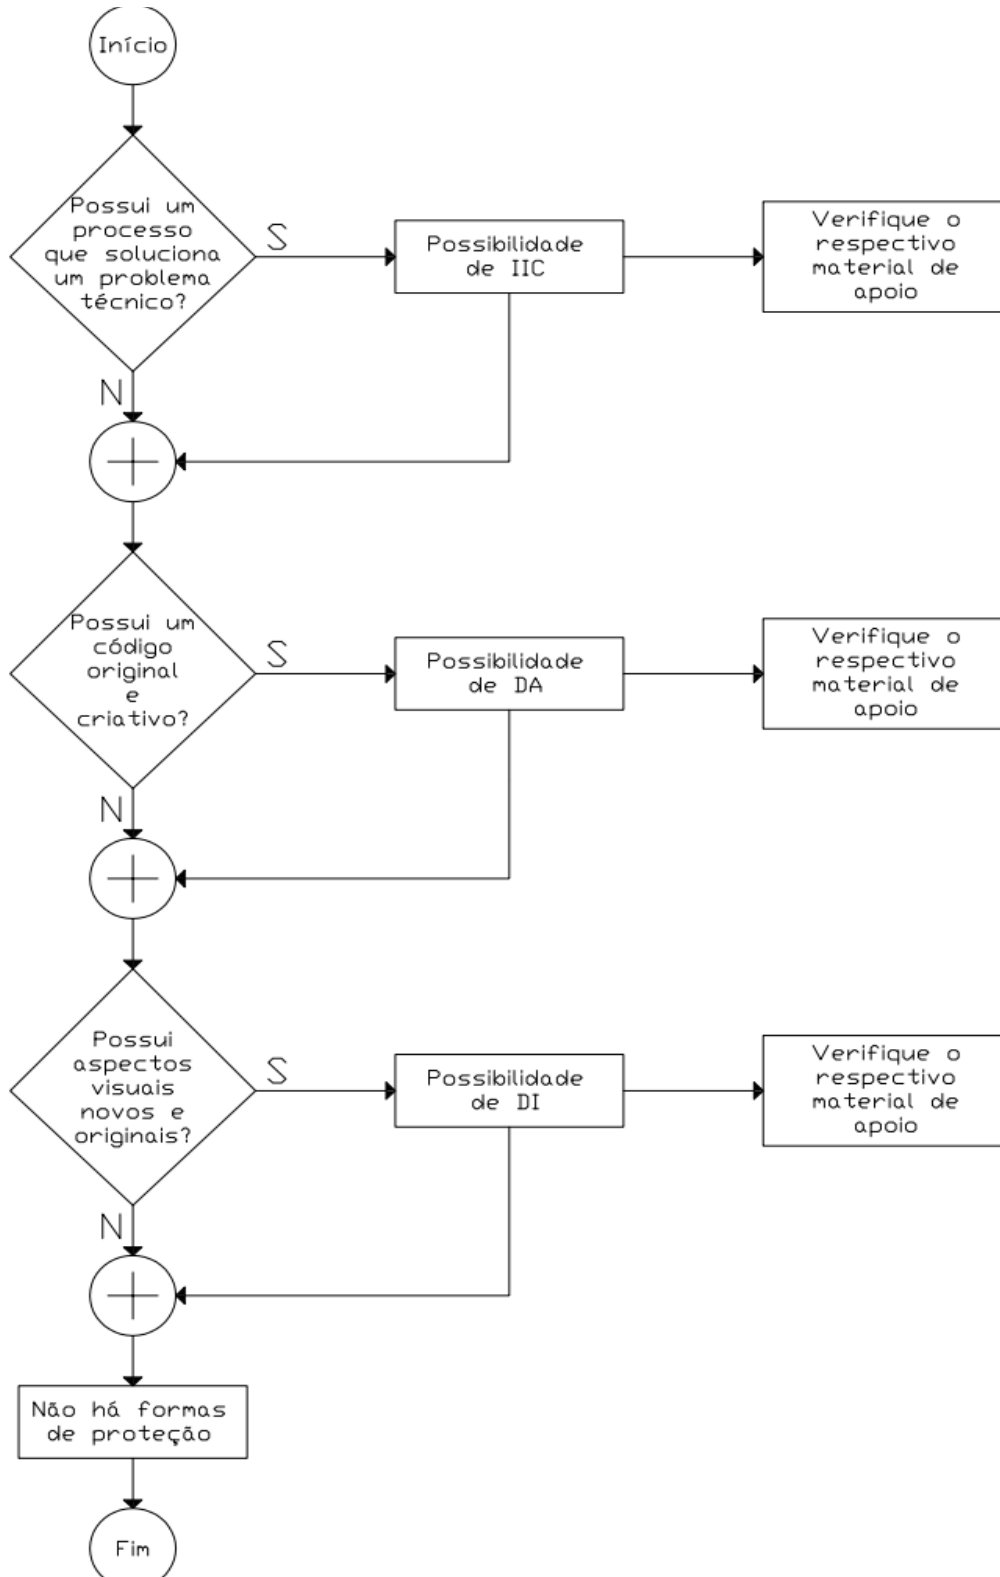 Início
Possui um
processo
que soluciona
um problema
técnico?
S
Possibilidade
de IIC
Verifique o
respectivo
material de
apoio
N
Possui um
código
original
e
criativo?
S
Possibilidade
de DA
Verifique o
respectivo
material de
apoio
N
Possui
aspectos
visuais
novos e
originais?
S
Possibilidade
de DI
Verifique o
respectivo
material de
apoio
N
Não há formas
de proteção
Fim